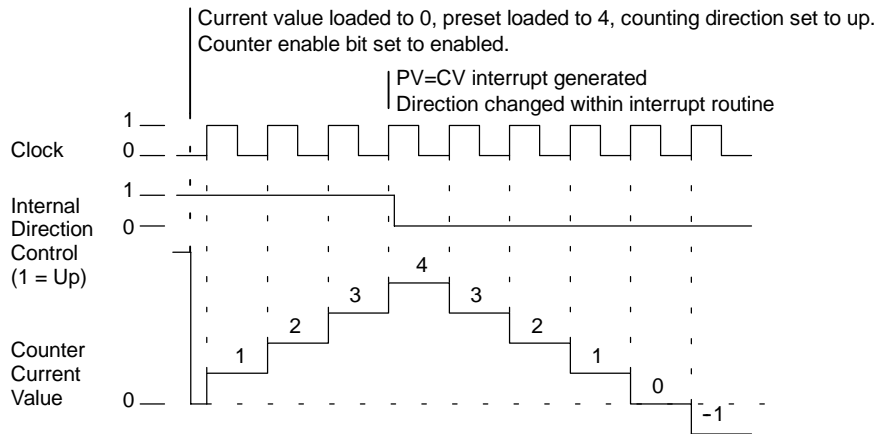 Current value loaded to 0, preset loaded to 4, counting direction set to up.
Counter enable bit set to enabled.
PV=CV interrupt generated
Direction changed within interrupt routine
1
Clock
0
1
Internal
Direction
0
Control
(1 = Up)
4
3
3
2
2
1
1
Counter
Current
Value
0
0
-1